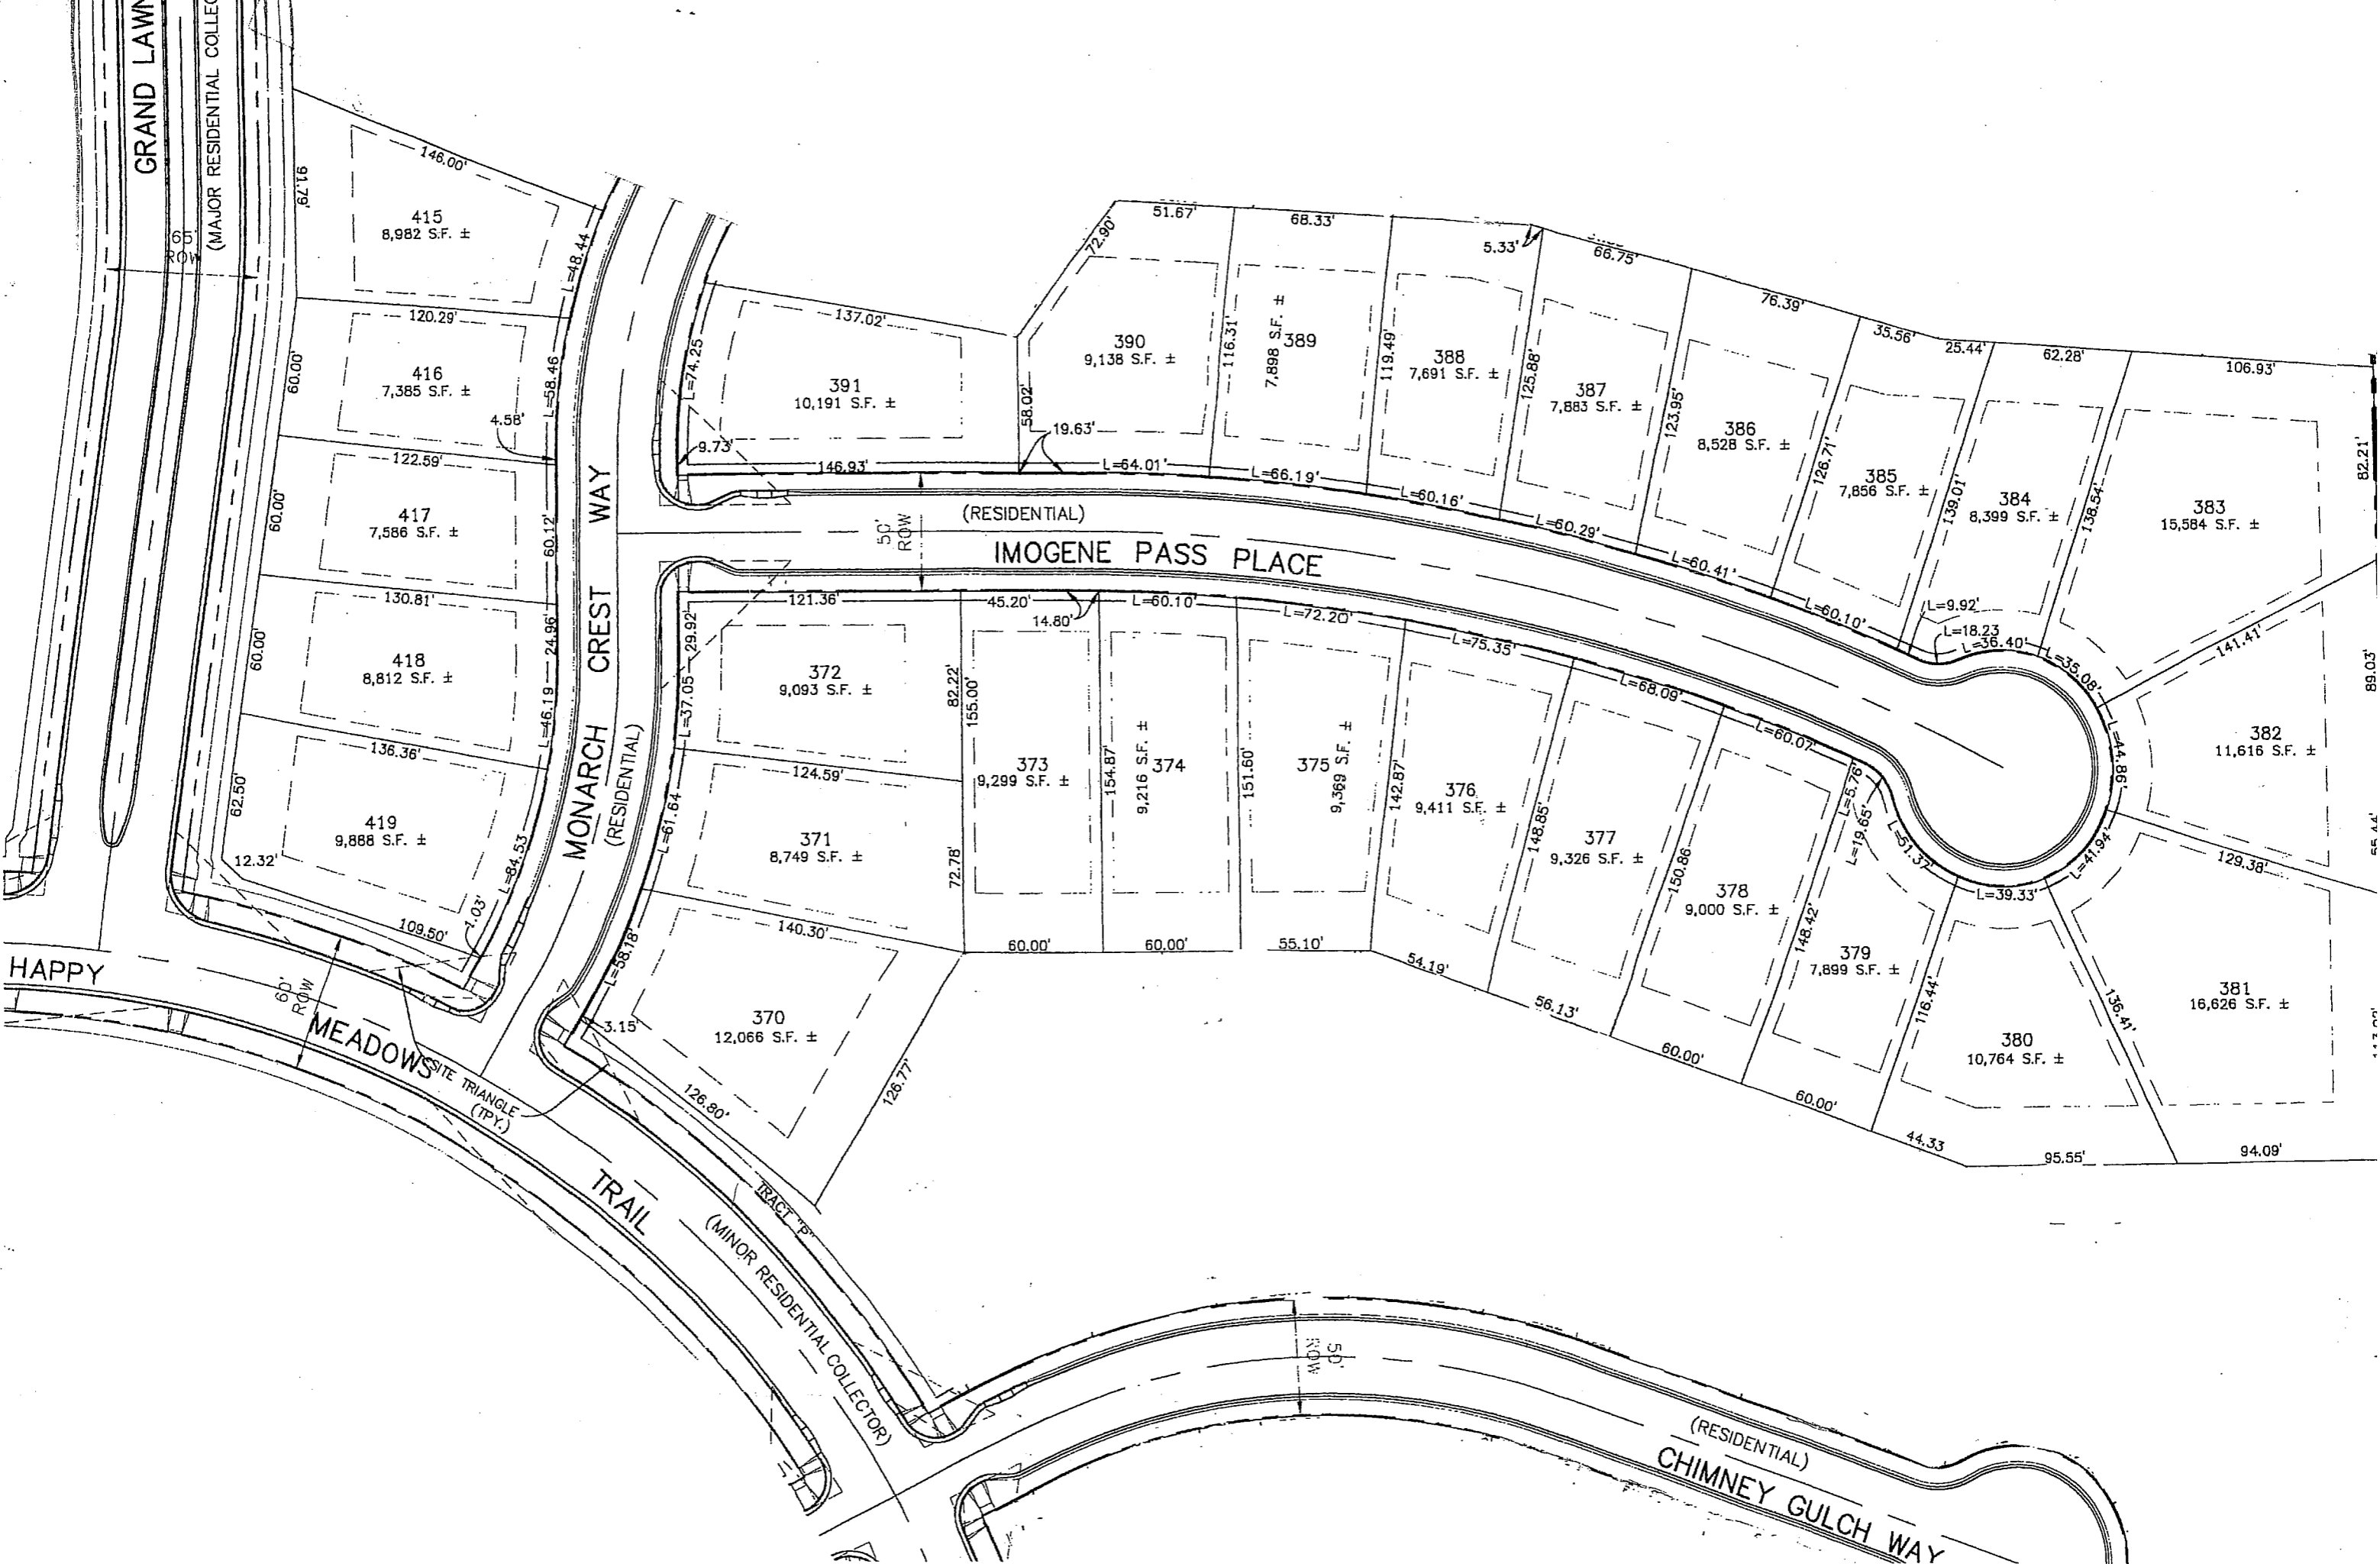 GRAND LAWN
(MAJOR RESIDENTIAL COLLEC
65'
ROW
91.79'
146.00'
415
8,982 S.F. ±
L=48.44
120.29'
60.00'
416
7,385 S.F. ±
L=58.46
4.58'
122.59'
60.00'
417
7,586 S.F. ±
60.12'
130.81'
60.00'
418
8,812 S.F. ±
24.96'
L=46.19
136.36'
62.50'
419
9,888 S.F. ±
L=84.53
12.32'
109.50'
1.03'
MONARCH CREST WAY
(RESIDENTIAL)
L=74.25
137.02'
391
10,191 S.F. ±
9.73'
146.93'
58.02'
19.63'
72.90'
51.67'
390
9,138 S.F. ±
L=64.01'
116.31'
68.33'
389
7,898 S.F. ±
L=66.19'
119.49'
5.33'
388
7,691 S.F. ±
L=60.16'
125.88'
66.75'
387
7,883 S.F. ±
L=60.29'
123.95'
76.39'
386
8,528 S.F. ±
L=60.41'
126.71'
35.56'
385
7,856 S.F. ±
L=60.10'
139.01'
25.44'
62.28'
384
8,399 S.F. ±
L=9.92'
L=18.23
L=36.40'
138.54'
106.93'
383
15,584 S.F. ±
82.21'
L=35.08'
141.41'
89.03'
382
11,616 S.F. ±
L=44.86'
129.38'
55.44'
(RESIDENTIAL)
50'
ROW
IMOGENE PASS PLACE
121.36'
29.92'
372
9,093 S.F. ±
L=37.05
82.22'
124.59'
371
8,749 S.F. ±
L=61.64
72.78'
140.30'
L=58.18'
370
12,066 S.F. ±
3.15'
126.80'
126.77'
45.20'
14.80'
155.00'
373
9,299 S.F. ±
60.00'
L=60.10'
154.87'
374
9,216 S.F. ±
60.00'
L=72.20'
151.60'
375
9,369 S.F. ±
55.10'
L=75.35'
142.87'
376
9,411 S.F. ±
54.19'
L=68.09'
148.85'
377
9,326 S.F. ±
56.13'
L=60.07'
150.86
378
9,000 S.F. ±
60.00'
L=5.76'
L=19.65'
L=51.37'
148.42'
379
7,899 S.F. ±
60.00'
116.44'
L=39.33'
380
10,764 S.F. ±
44.33
95.55'
136.41'
L=41.94'
381
16,626 S.F. ±
94.09'
HAPPY MEADOWS TRAIL
60'
ROW
SITE TRIANGLE
(TPY.)
TRACT "P"
(MINOR RESIDENTIAL COLLECTOR)
50'
ROW
(RESIDENTIAL)
CHIMNEY GULCH WAY